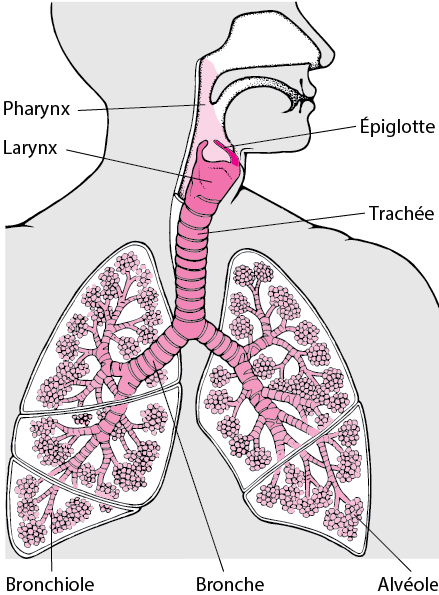 Pharynx
Épiglotte
Larynx
Trachée
Bronchiole
Bronche
Alvéole